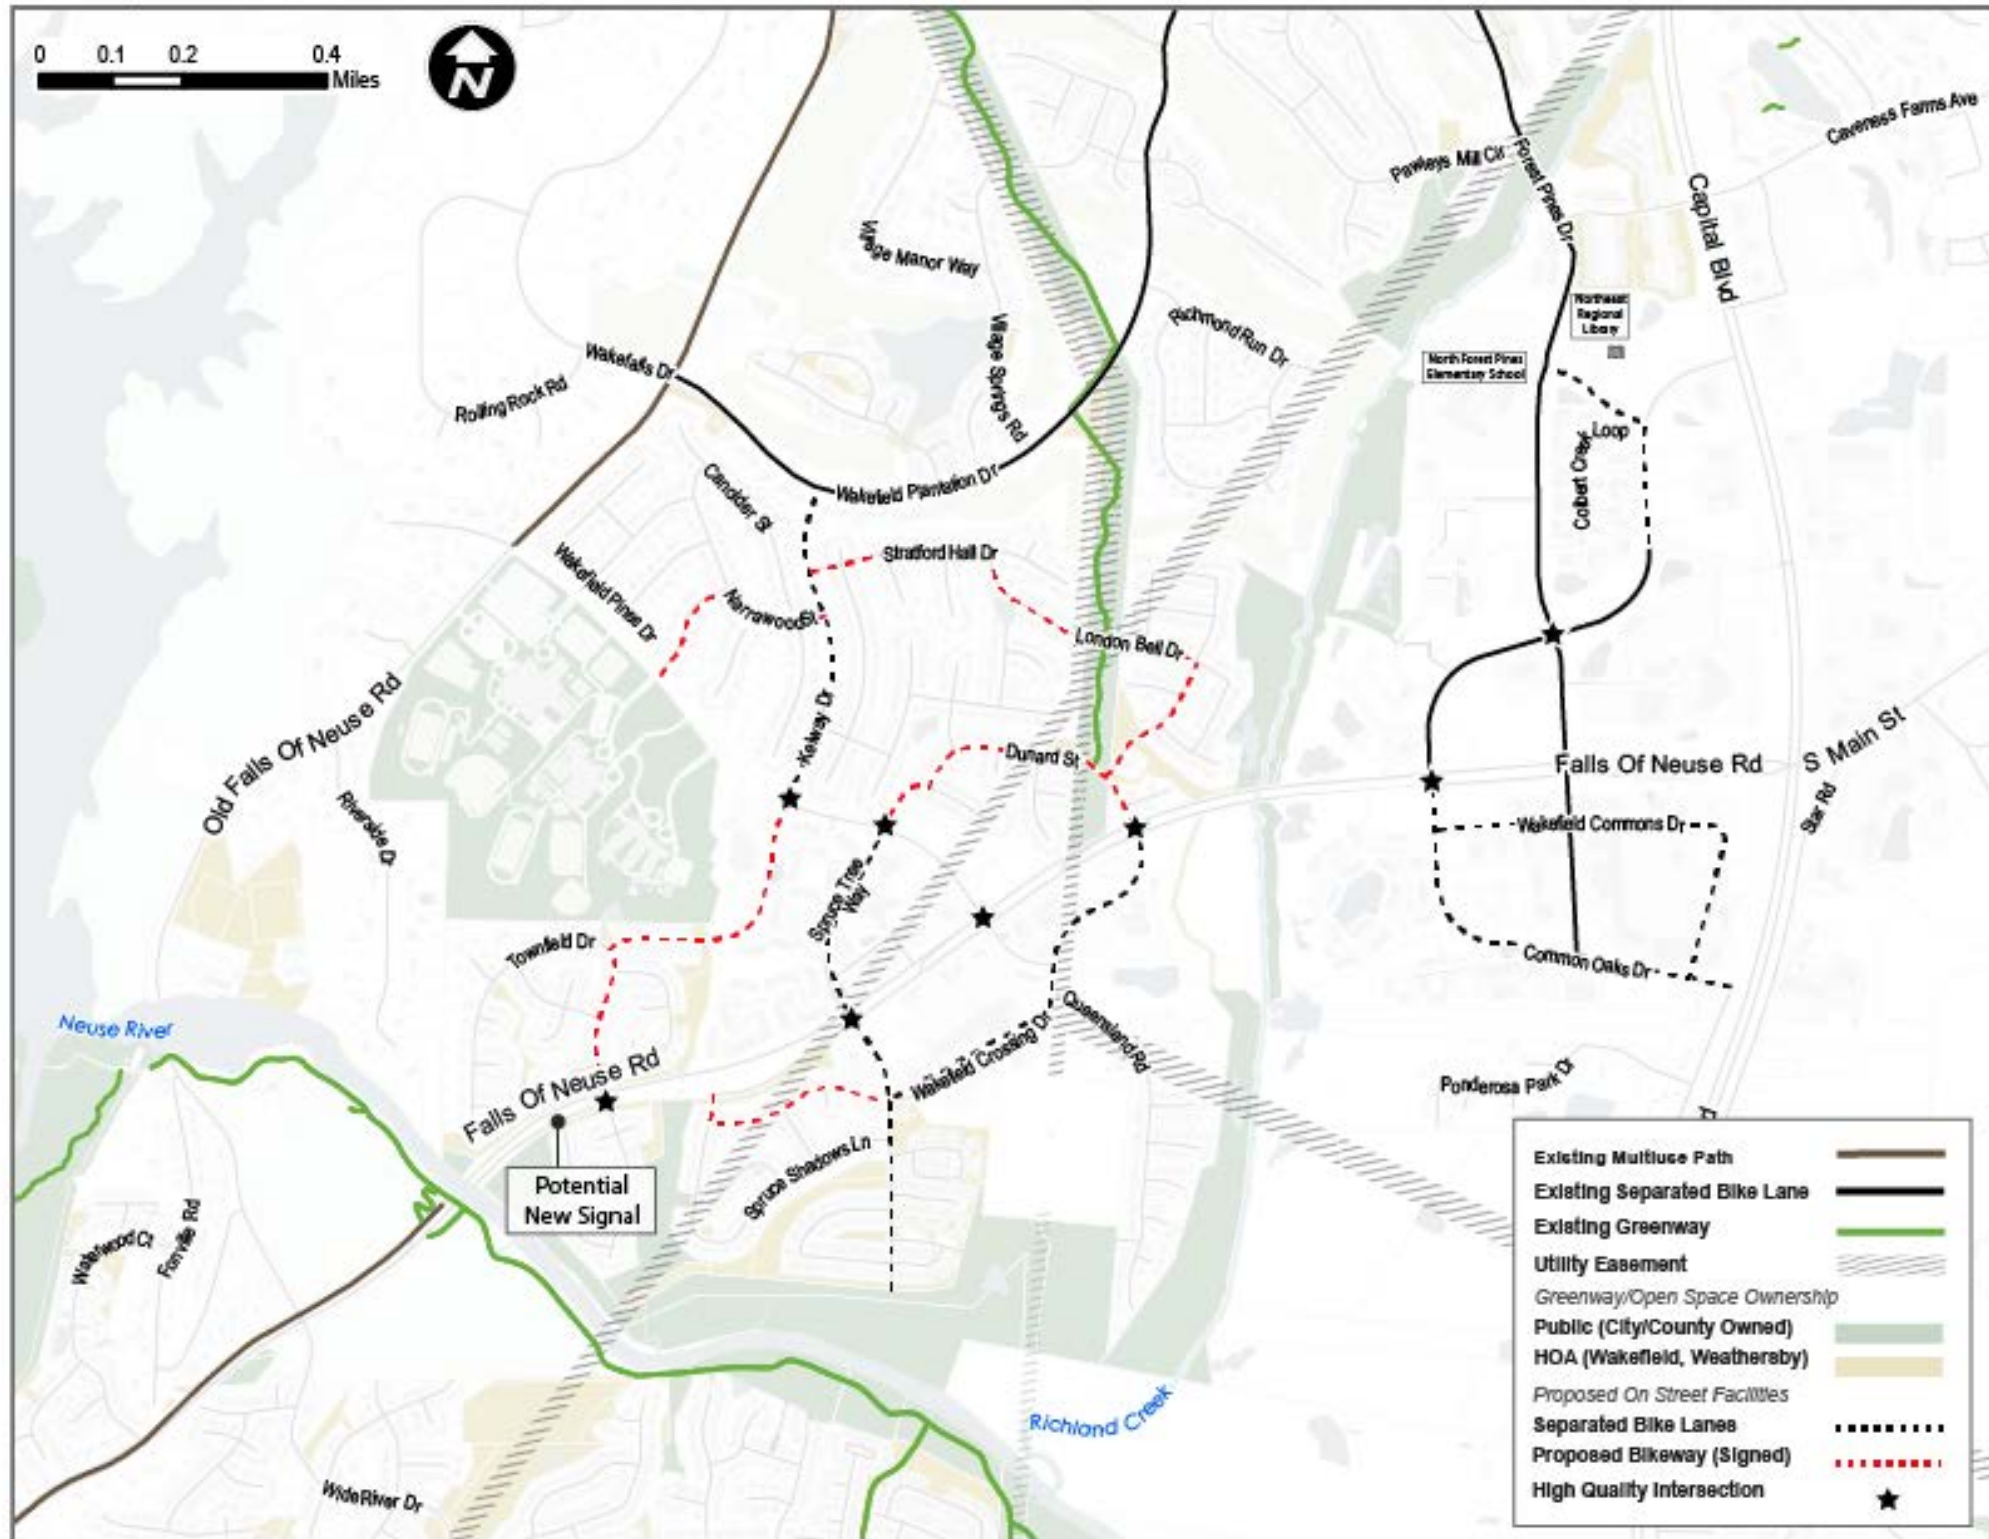 0 0.1 0.2 0.4
Miles
N
Caveness Farms Ave
Pawleys Mill Cir
Forest Pines Dr
Capital Blvd
Village Manor Way
Village Springs Rd
Richmond Run Dr
Northeast
Regional
Library
North Forest Pines
Elementary School
Wakefalls Dr
Rolling Rock Rd
Colbert Creek
Loop
Canolder St
Wakefield Plantation Dr
Stratford Hall Dr
Wakefield Pines Dr
Narrawood St
London Bell Dr
Old Falls Of Neuse Rd
Kelway Dr
Dunard St
Falls Of Neuse Rd
S Main St
Star Rd
Riverside Dr
Wakefield Commons Dr
Spruce Tree
Way
Townfield Dr
Common Oaks Dr
Neuse River
Queensland Rd
Wakefield Crossing Dr
Falls Of Neuse Rd
Ponderosa Park Dr
Potential
New Signal
Spruce Shadows Ln
Waterwood Ct
Fonville Rd
Richland Creek
Wide River Dr
Existing Multiuse Path
Existing Separated Bike Lane
Existing Greenway
Utility Easement
Greenway/Open Space Ownership
Public (City/County Owned)
HOA (Wakefield, Weathersby)
Proposed On Street Facilities
Separated Bike Lanes
Proposed Bikeway (Signed)
High Quality Intersection